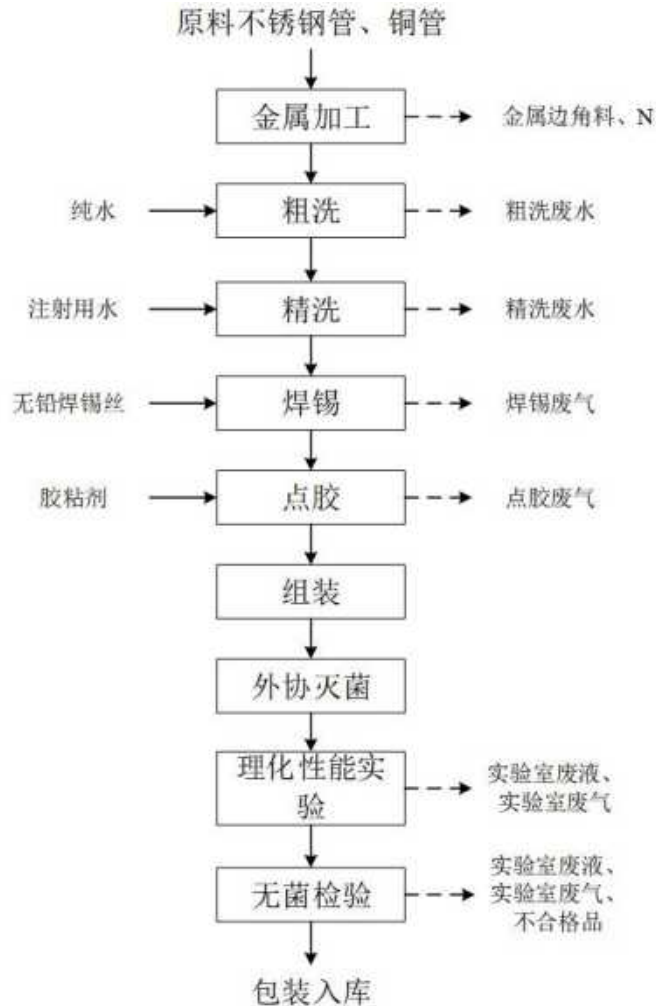 原料不锈钢管、铜管
金属加工
金属边角料、N
纯水
粗洗
粗洗废水
注射用水
精洗
精洗废水
无铅焊锡丝
焊锡
焊锡废气
胶粘剂
点胶
点胶废气
组装
外协灭菌
理化性能实
验
实验室废液、
实验室废气
无菌检验
实验室废液、
实验室废气、
不合格品
包装入库